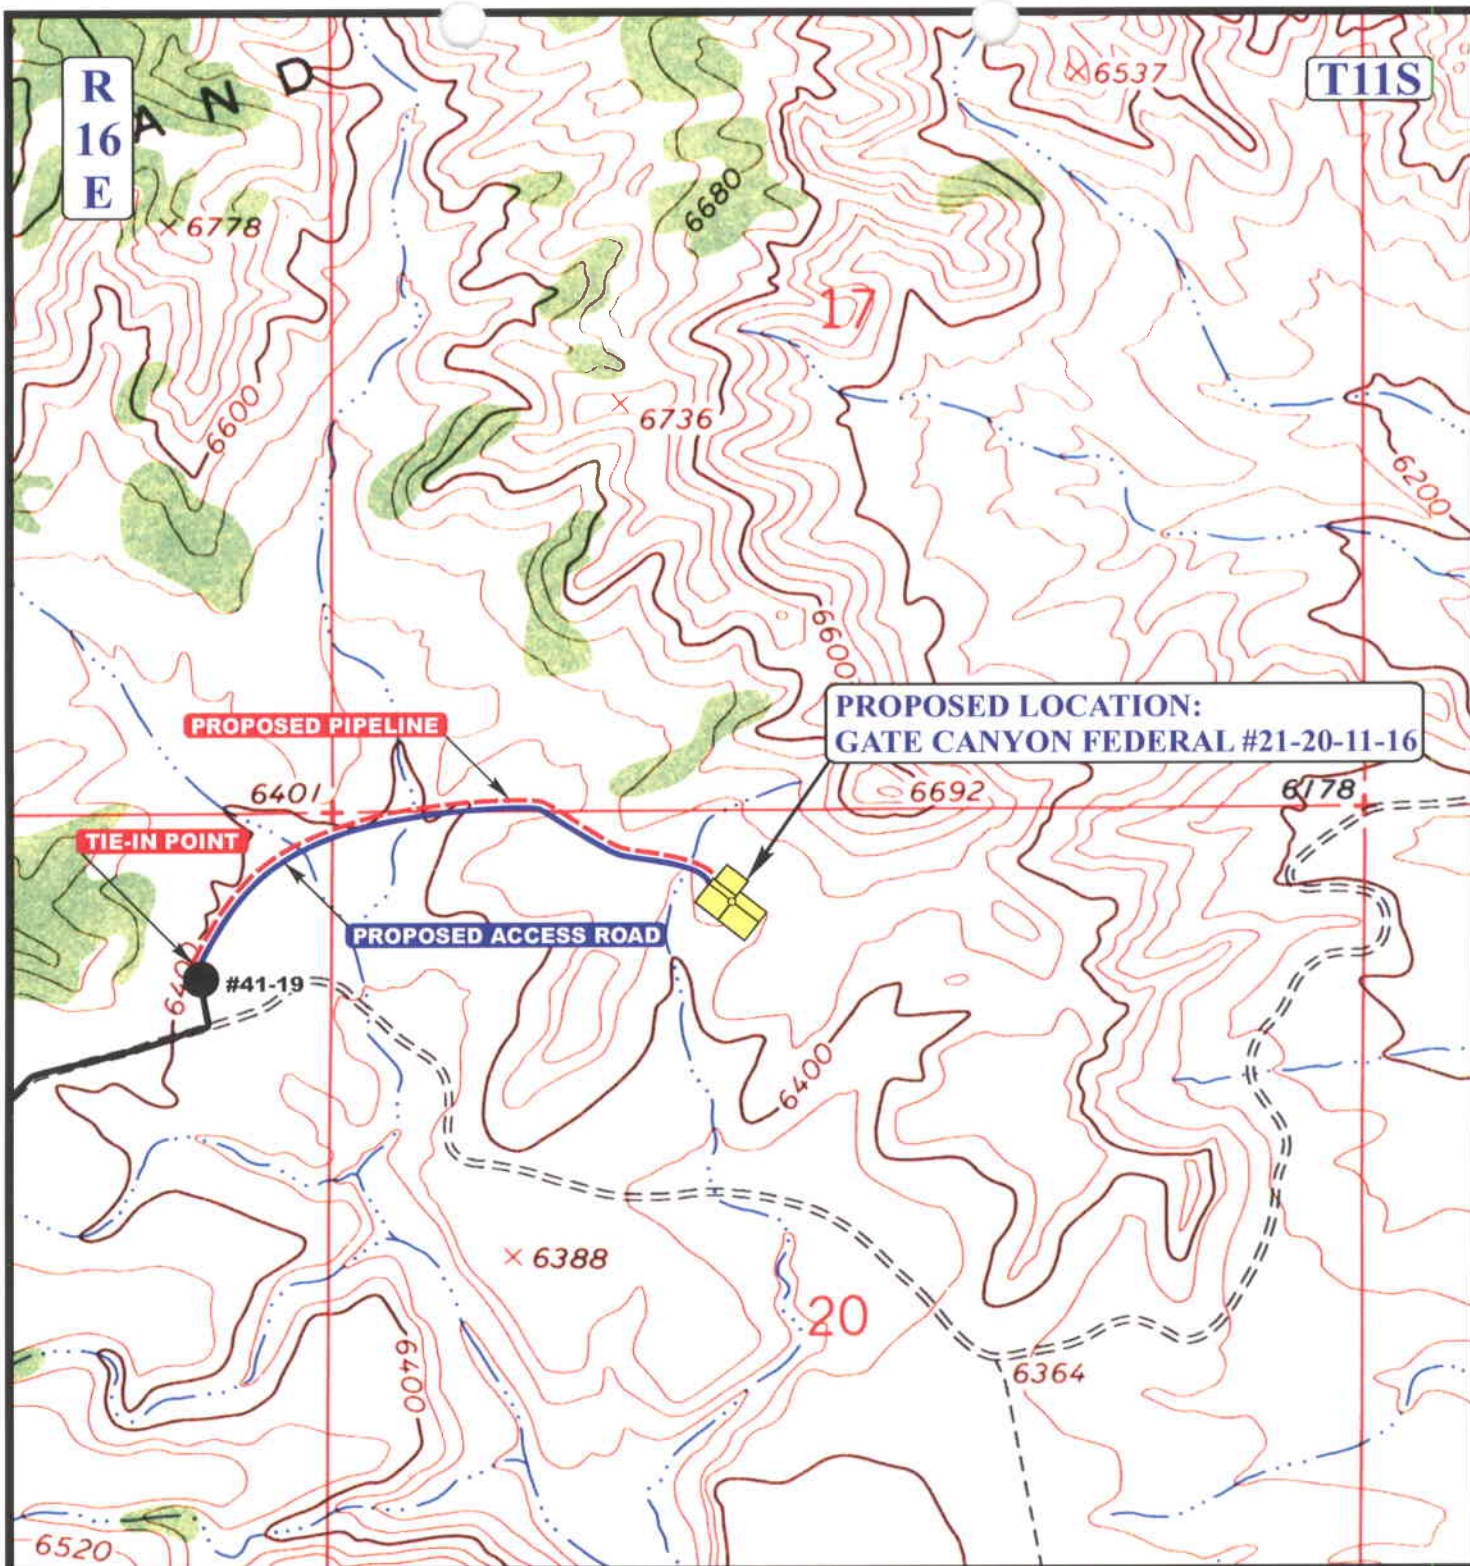 R
16
E
A N D
6537
T11S
6778
6680
17
6600
6736
6200
6600
PROPOSED LOCATION:
GATE CANYON FEDERAL #21-20-11-16
PROPOSED PIPELINE
6401
6692
6178
TIE-IN POINT
PROPOSED ACCESS ROAD
6400
#41-19
6400
6388
20
6400
6364
6520